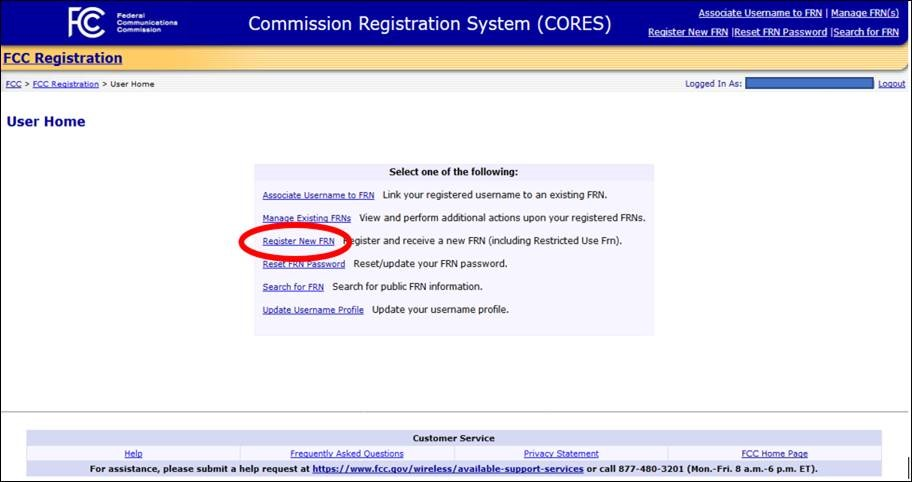 FCC Federal Communications Commission
Commission Registration System (CORES)
Associate Username to FRN | Manage FRN(s)
Register New FRN |Reset FRN Password |Search for FRN
FCC Registration
FCC > FCC Registration > User Home
Logged In As:
Logout
User Home
Select one of the following:
Associate Username to FRN Link your registered username to an existing FRN.
Manage Existing FRNs View and perform additional actions upon your registered FRNs.
Register New FRN Register and receive a new FRN (including Restricted Use Frn).
Reset FRN Password Reset/update your FRN password.
Search for FRN Search for public FRN information.
Update Username Profile Update your username profile.
Customer Service
Help Frequently Asked Questions Privacy Statement FCC Home Page
For assistance, please submit a help request at https://www.fcc.gov/wireless/available-support-services or call 877-480-3201 (Mon.-Fri. 8 a.m.-6 p.m. ET).